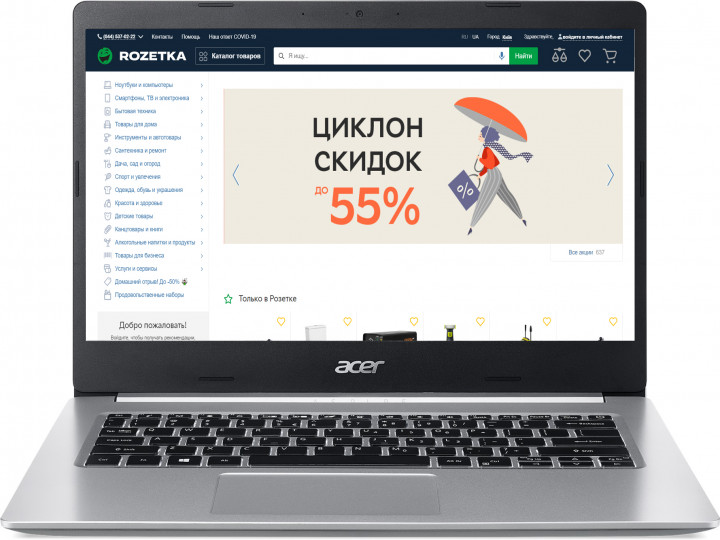 (044) 537-02-22
Контакты
Помощь
Наш ответ COVID-19
RU
UA
Город
Київ
Здравствуйте,
войдите в личный кабинет
ROZETKA
Каталог товаров
Я ищу...
Найти
Ноутбуки и компьютеры
Смартфоны, ТВ и электроника
Бытовая техника
Товары для дома
Инструменты и автотовары
Сантехника и ремонт
Дача, сад и огород
Спорт и увлечения
Одежда, обувь и украшения
Красота и здоровье
Детские товары
Канцтовары и книги
Алкогольные напитки и продукты
Товары для бизнеса
Услуги и сервисы
Домашний отрыв! До -50%
Продовольственные наборы
ЦИКЛОН
СКИДОК
ДО 55%
%
Все акции 637
Только в Розетке
Добро пожаловать!
Войдите, чтобы получать рекомендации,
acer